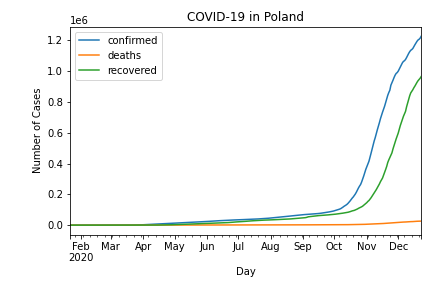 COVID-19 in Poland
1e6
confirmed
deaths
recovered
1.2
1.0
0.8
0.6
0.4
0.2
0.0
Number of Cases
Feb Mar Apr May Jun Jul Aug Sep Oct Nov Dec
2020
Day